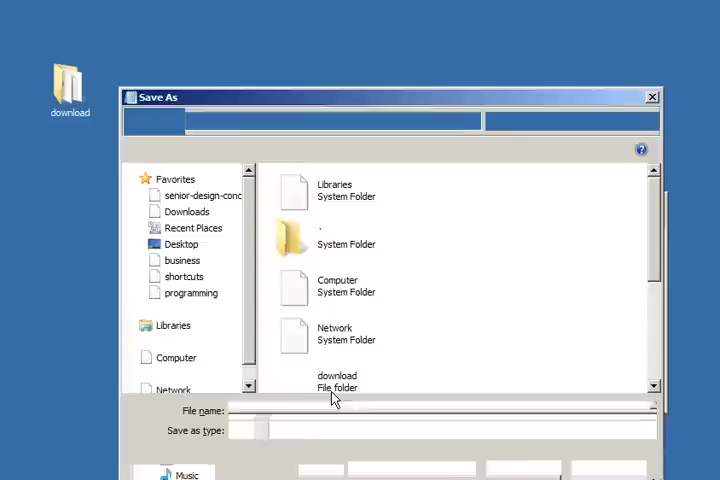 download
Save As
Favorites
senior-design-conc
Downloads
Recent Places
Desktop
business
shortcuts
programming
Libraries
Computer
Network
Libraries
System Folder
.
System Folder
Computer
System Folder
Network
System Folder
download
File folder
File name:
Save as type:
Music